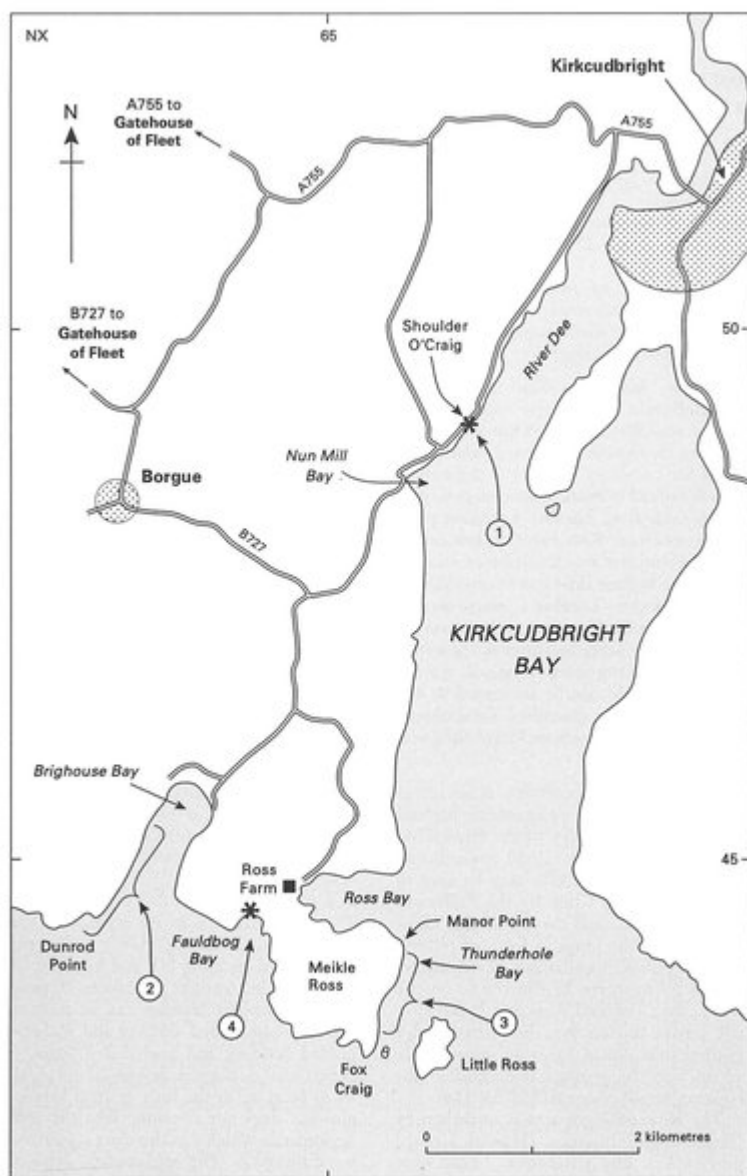 NX
65
Kirkcudbright
N
A755 to
Gatehouse
of Fleet
A755
A755
B727 to
Gatehouse
of Fleet
Shoulder
O'Craig
River Dee
50
Nun Mill
Bay
Borgue
1
B727
KIRKCUDBRIGHT
BAY
Brighouse Bay
45
Ross
Farm
Ross Bay
Manor Point
Dunrod
Point
Fauldbog
Bay
Thunderhole
Bay
Meikle
Ross
2
4
3
Fox
Craig
Little Ross
0
2 kilometres